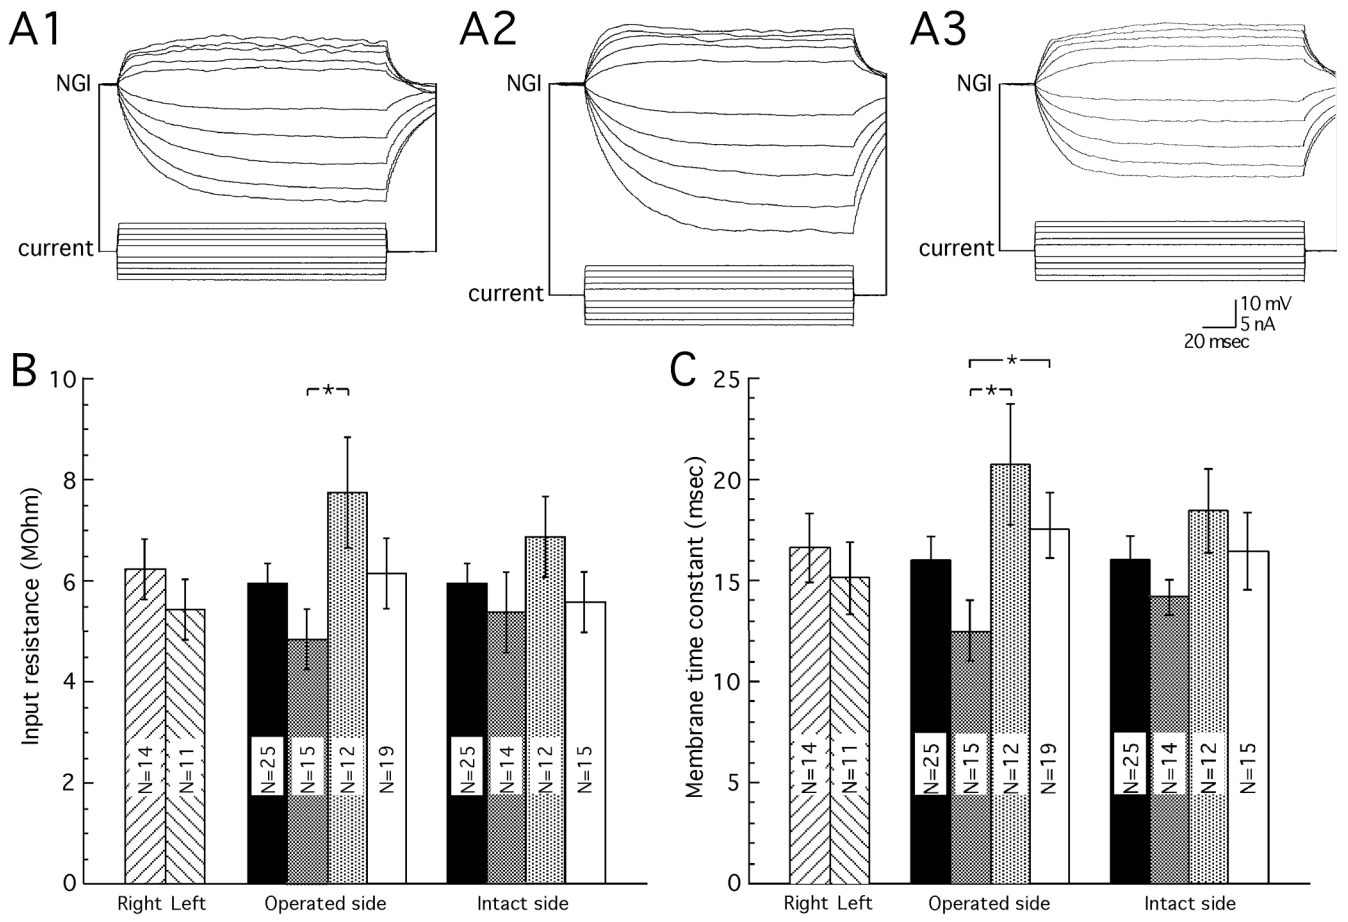 A1
A2
A3
NGI
NGI
NGI
current
current
current
10 mV
5 nA
20 msec
B
Input resistance (MOhm)
10
8
6
4
2
0
*
N=14
N=11
N=25
N=15
N=12
N=19
N=25
N=14
N=12
N=15
Right Left
Operated side
Intact side
C
Membrane time constant (msec)
25
20
15
10
5
0
*
*
N=14
N=11
N=25
N=15
N=12
N=19
N=25
N=14
N=12
N=15
Right Left
Operated side
Intact side